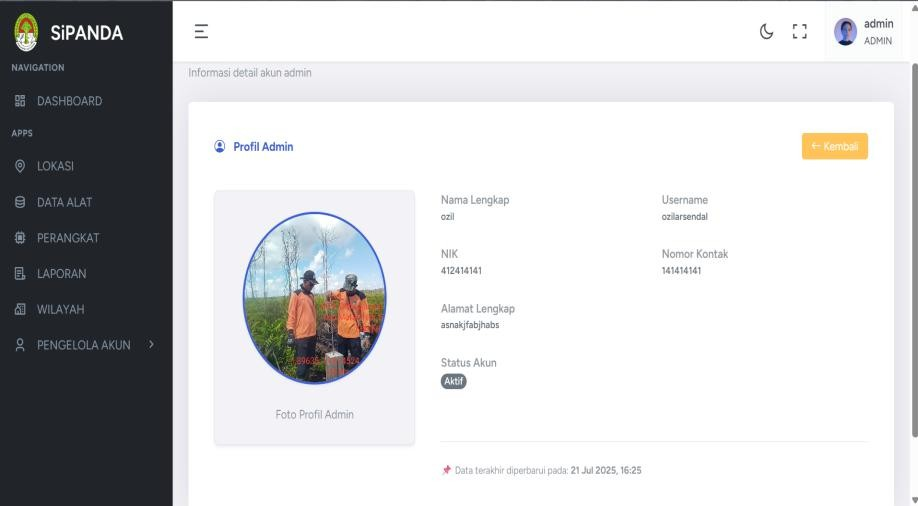 SiPANDA
admin
ADMIN
NAVIGATION
DASHBOARD
APPS
LOKASI
DATA ALAT
PERANGKAT
LAPORAN
WILAYAH
PENGELOLA AKUN
Informasi detail akun admin
Profil Admin
← Kembali
Foto Profil Admin
Nama Lengkap
ozil
Username
ozilarsendal
NIK
412414141
Nomor Kontak
141414141
Alamat Lengkap
asnakjfabjhabs
Status Akun
Aktif
Data terakhir diperbarui pada: 21 Jul 2025, 16:25